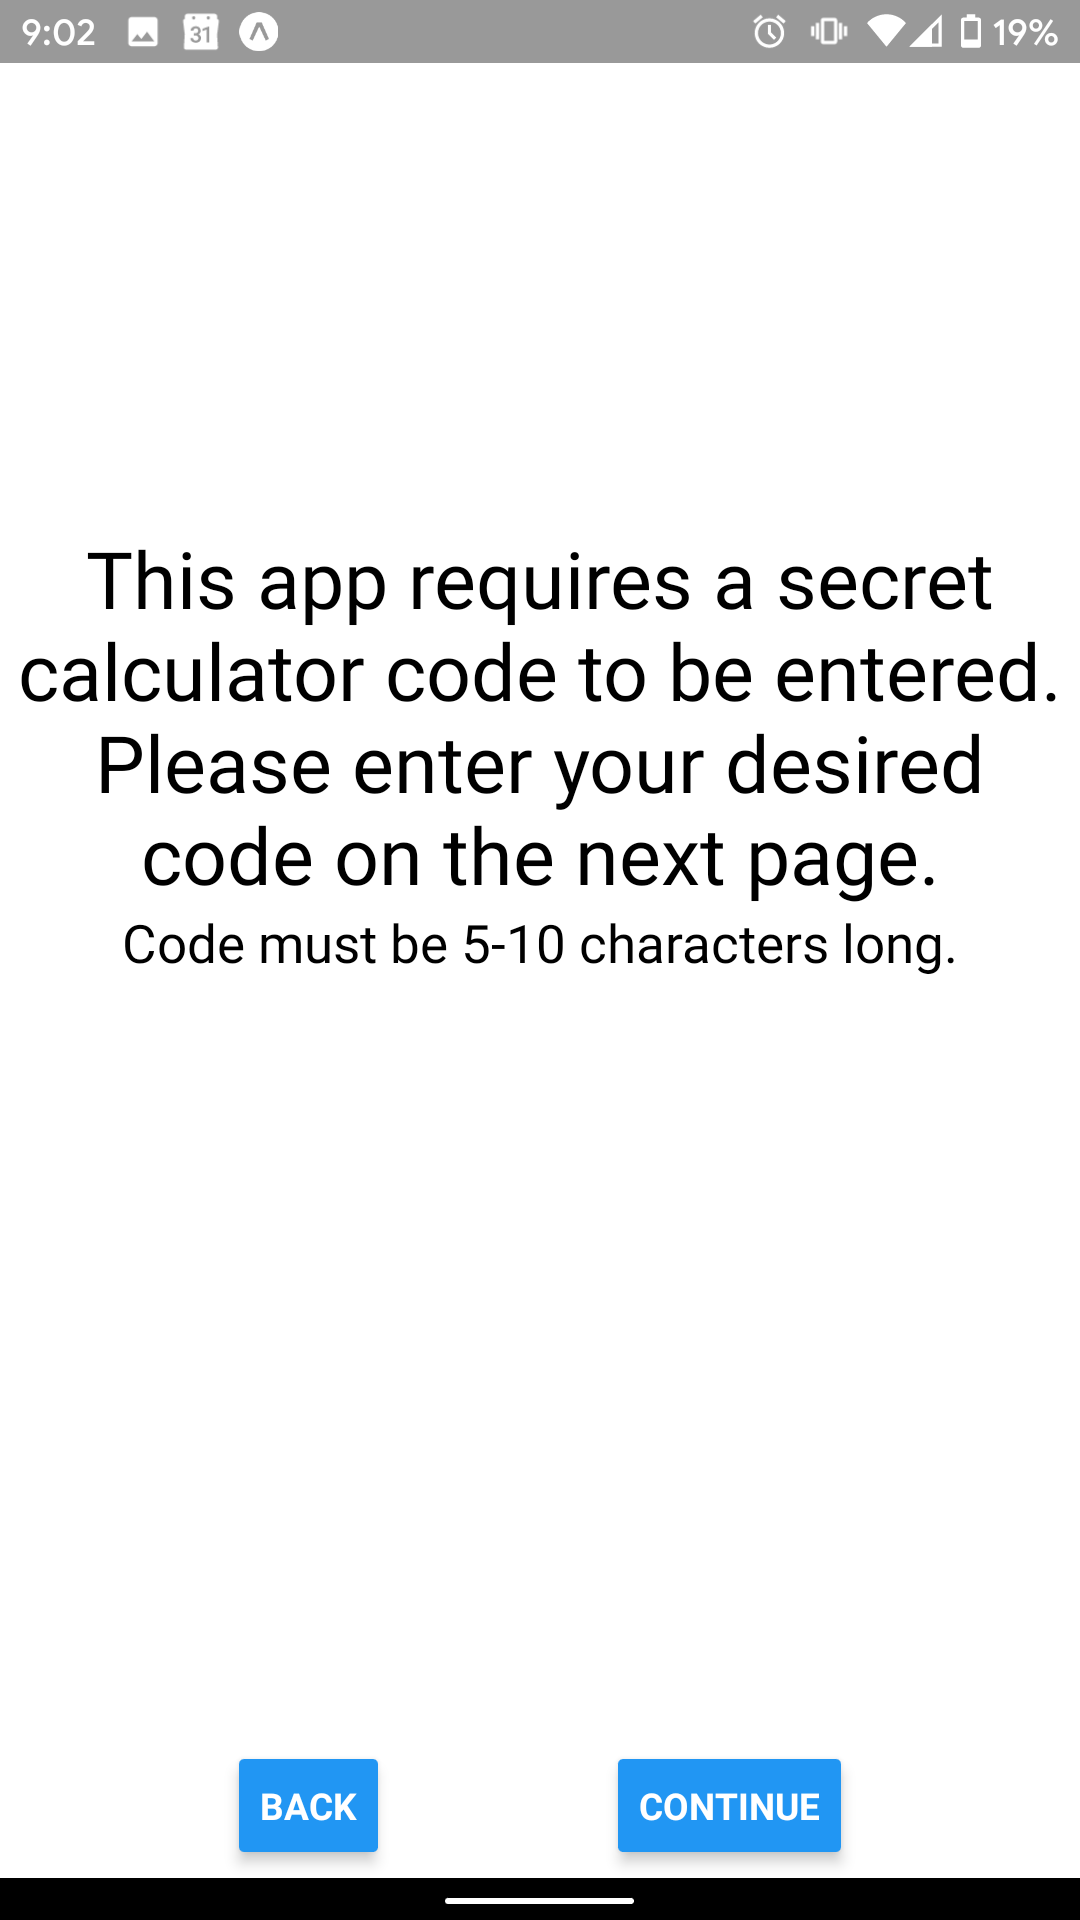 9:02
31
19%
This app requires a secret
calculator code to be entered.
Please enter your desired
code on the next page.
Code must be 5-10 characters long.
BACK
CONTINUE